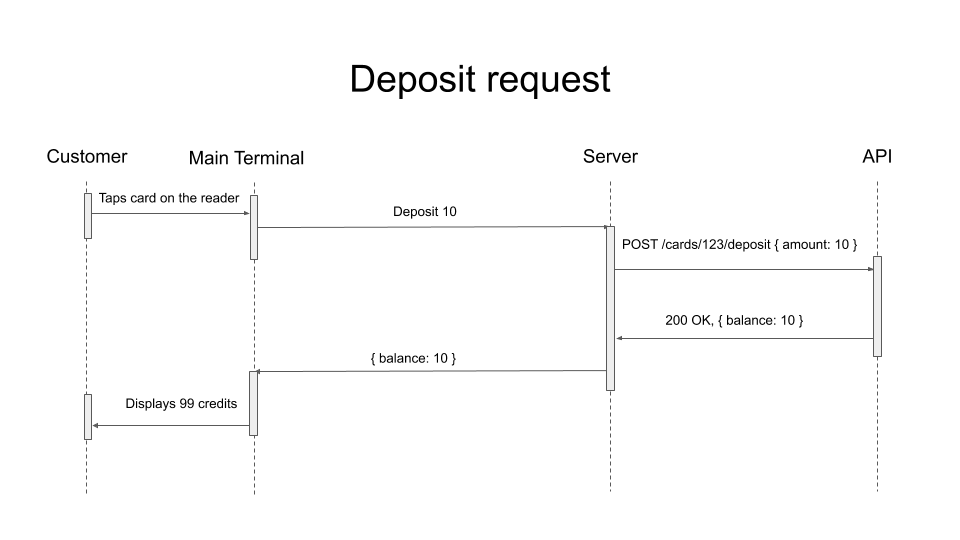 Deposit request
Customer
Main Terminal
Server
API
Taps card on the reader
Deposit 10
POST /cards/123/deposit { amount: 10 }
200 OK, { balance: 10 }
{ balance: 10 }
Displays 99 credits